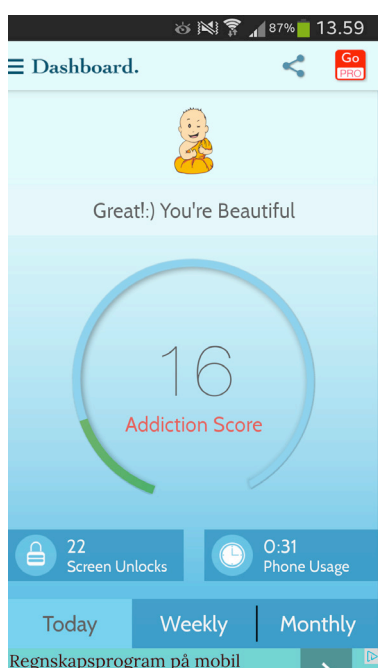 87% 13.59
Dashboard.
Go
PRO
Great!:) You're Beautiful
16
Addiction Score
22
Screen Unlocks
0:31
Phone Usage
Today Weekly Monthly
Regnskapsprogram på mobil